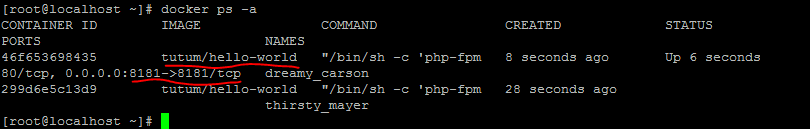 [root@localhost ~]# docker ps -a
CONTAINER ID IMAGE COMMAND CREATED STATUS
PORTS NAMES
46f653698435 tutum/hello-world "/bin/sh -c 'php-fpm 8 seconds ago Up 6 seconds
80/tcp, 0.0.0.0:8181->8181/tcp dreamy_carson
299d6e5c13d9 tutum/hello-world "/bin/sh -c 'php-fpm 28 seconds ago
thirsty_mayer
[root@localhost ~]#